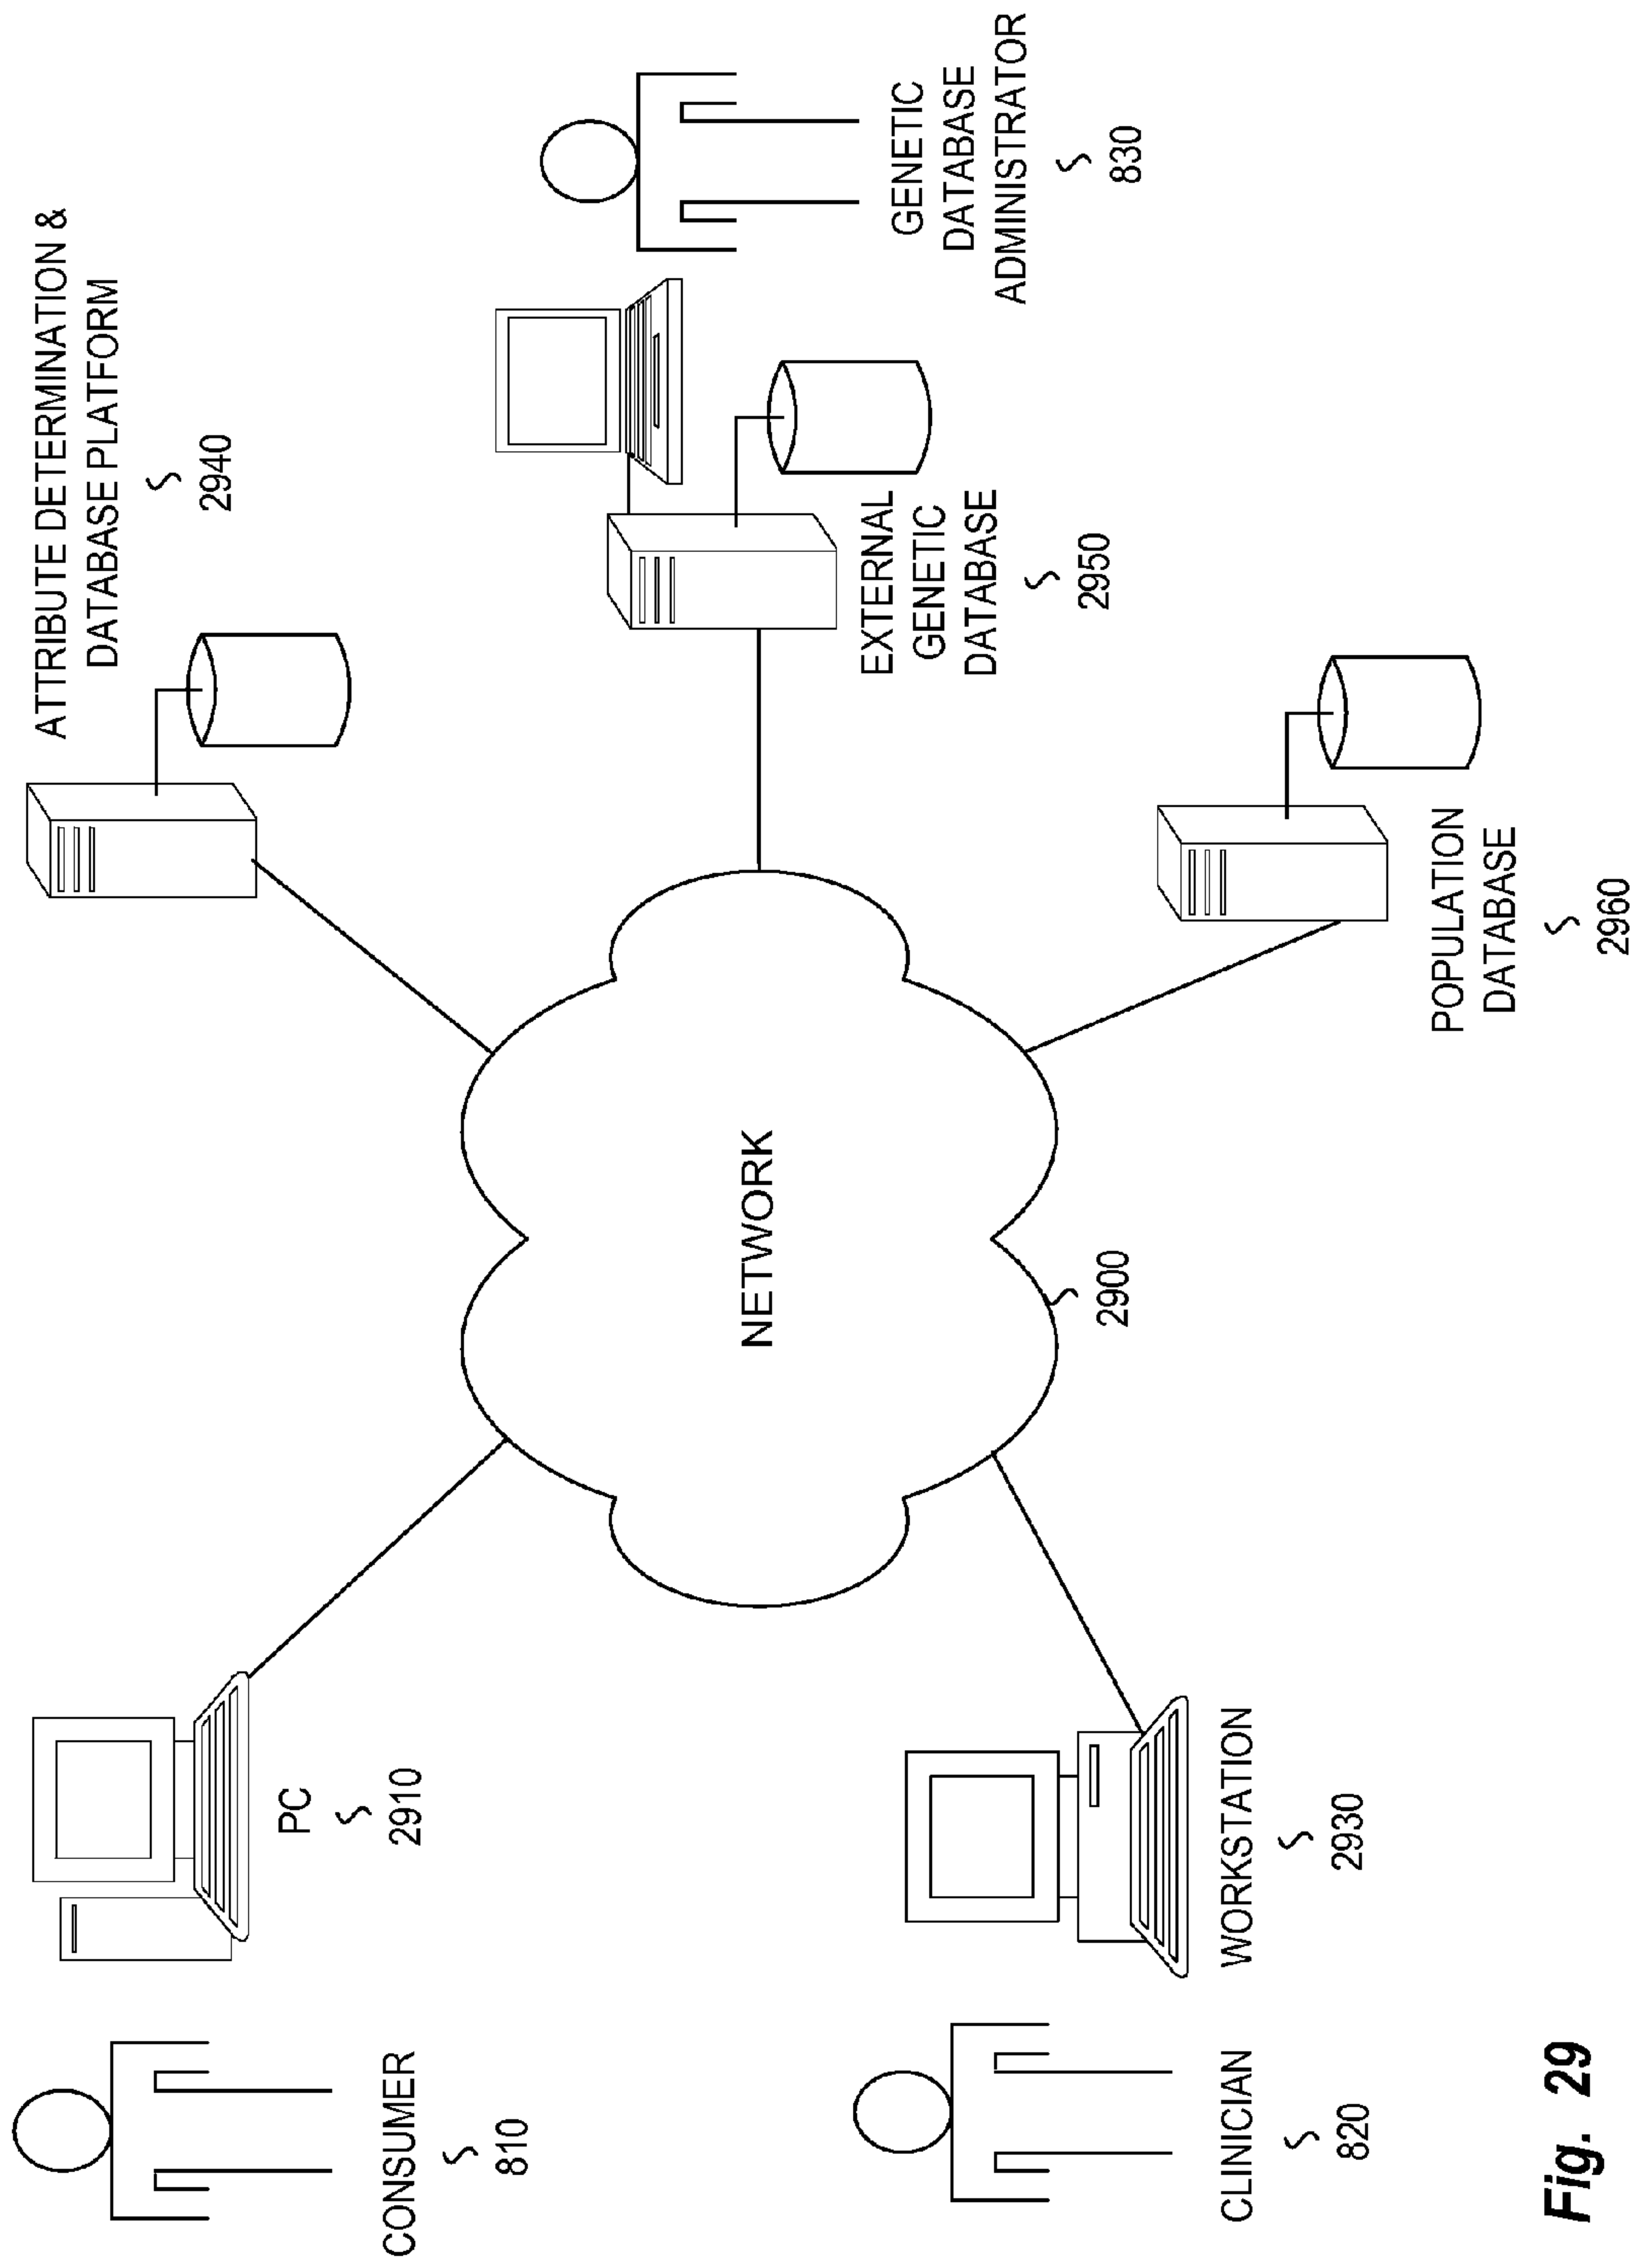 ATTRIBUTE DETERMINATION &
DATABASE PLATFORM
2940
CONSUMER
810
PC
2910
NETWORK
2900
EXTERNAL
GENETIC
DATABASE
2950
GENETIC
DATABASE
ADMINISTRATOR
830
CLINICIAN
820
WORKSTATION
2930
POPULATION
DATABASE
2960
Fig. 29